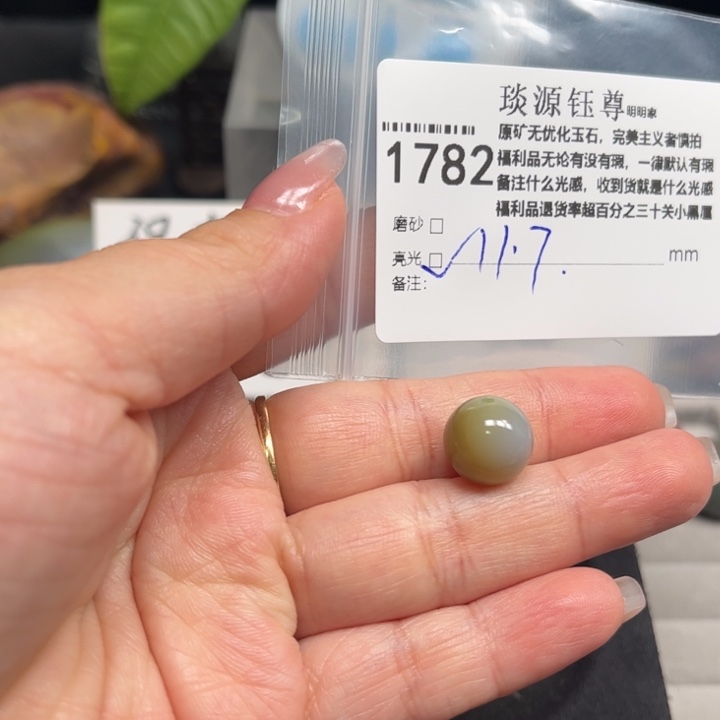 琰源钰尊明明家
原矿无优化玉石，完美主义者慎拍
1782
福利品无论有没有瑕，一律默认有瑕
备注什么光感，收到货就是什么光感
福利品退货率超百分之三十关小黑屋
磨砂□
亮光□✓11.7. mm
备注：